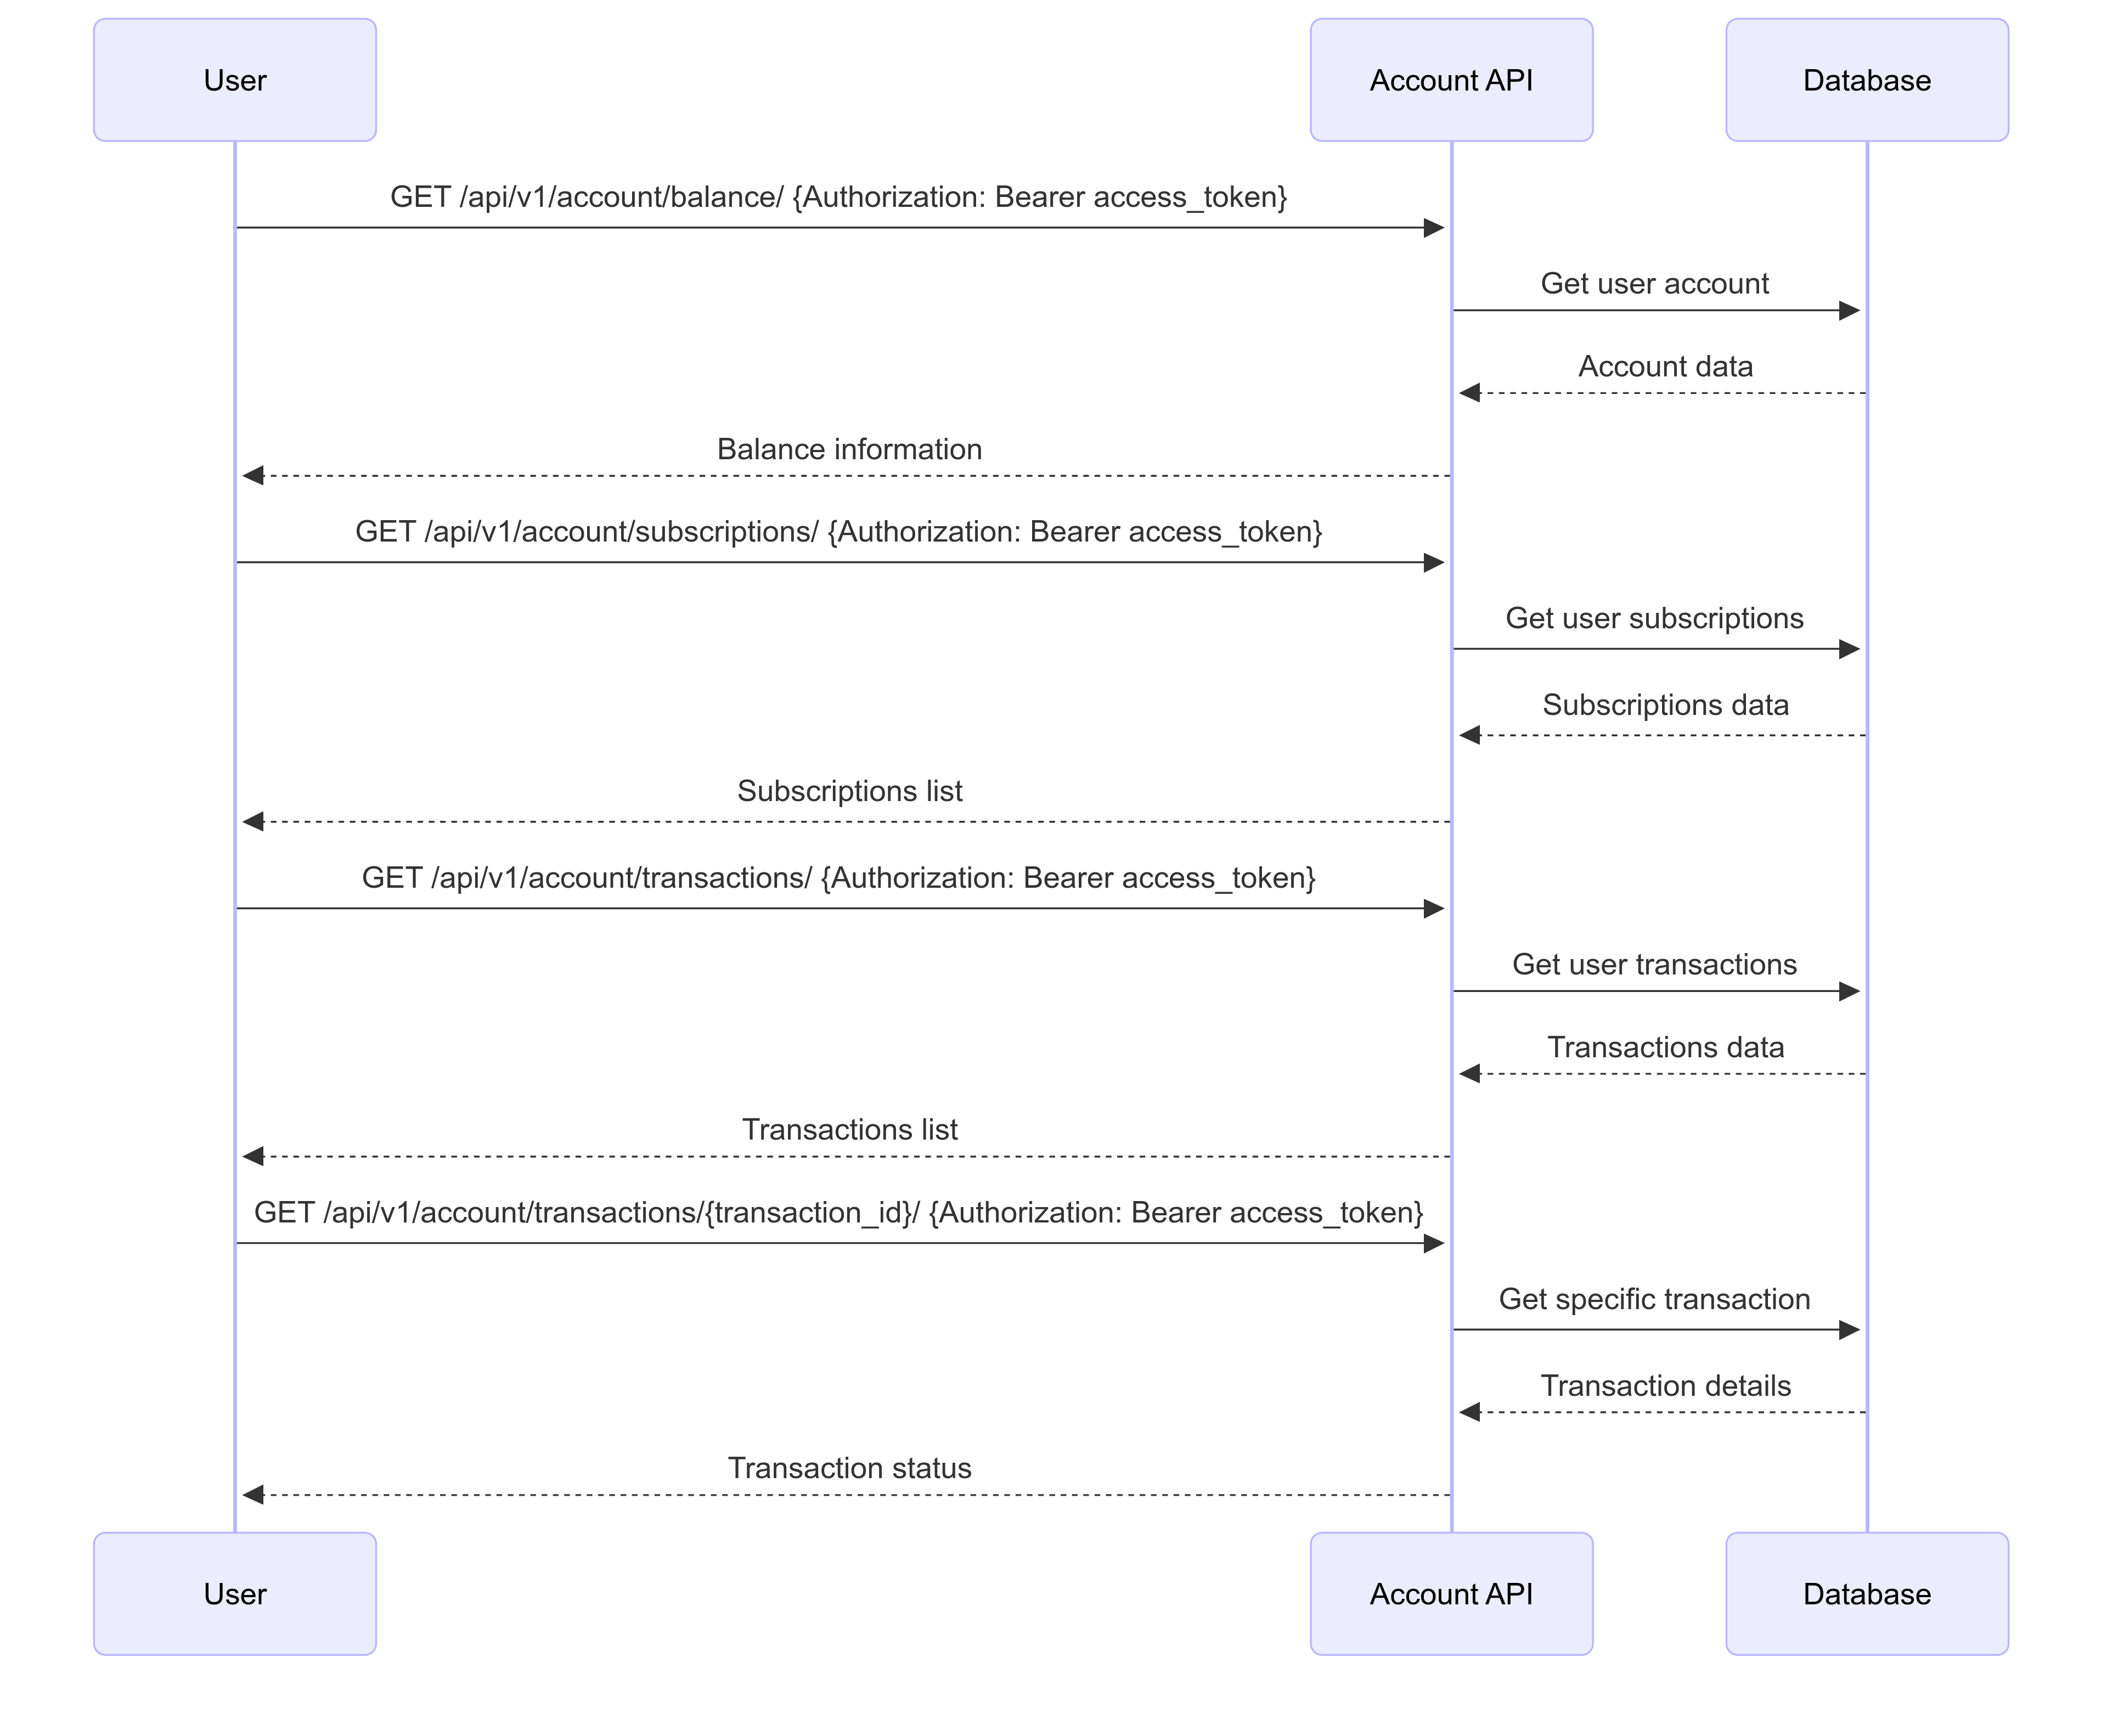 User
Account API
Database
GET /api/v1/account/balance/ {Authorization: Bearer access_token}
Get user account
Account data
Balance information
GET /api/v1/account/subscriptions/ {Authorization: Bearer access_token}
Get user subscriptions
Subscriptions data
Subscriptions list
GET /api/v1/account/transactions/ {Authorization: Bearer access_token}
Get user transactions
Transactions data
Transactions list
GET /api/v1/account/transactions/{transaction_id}/ {Authorization: Bearer access_token}
Get specific transaction
Transaction details
Transaction status
User
Account API
Database